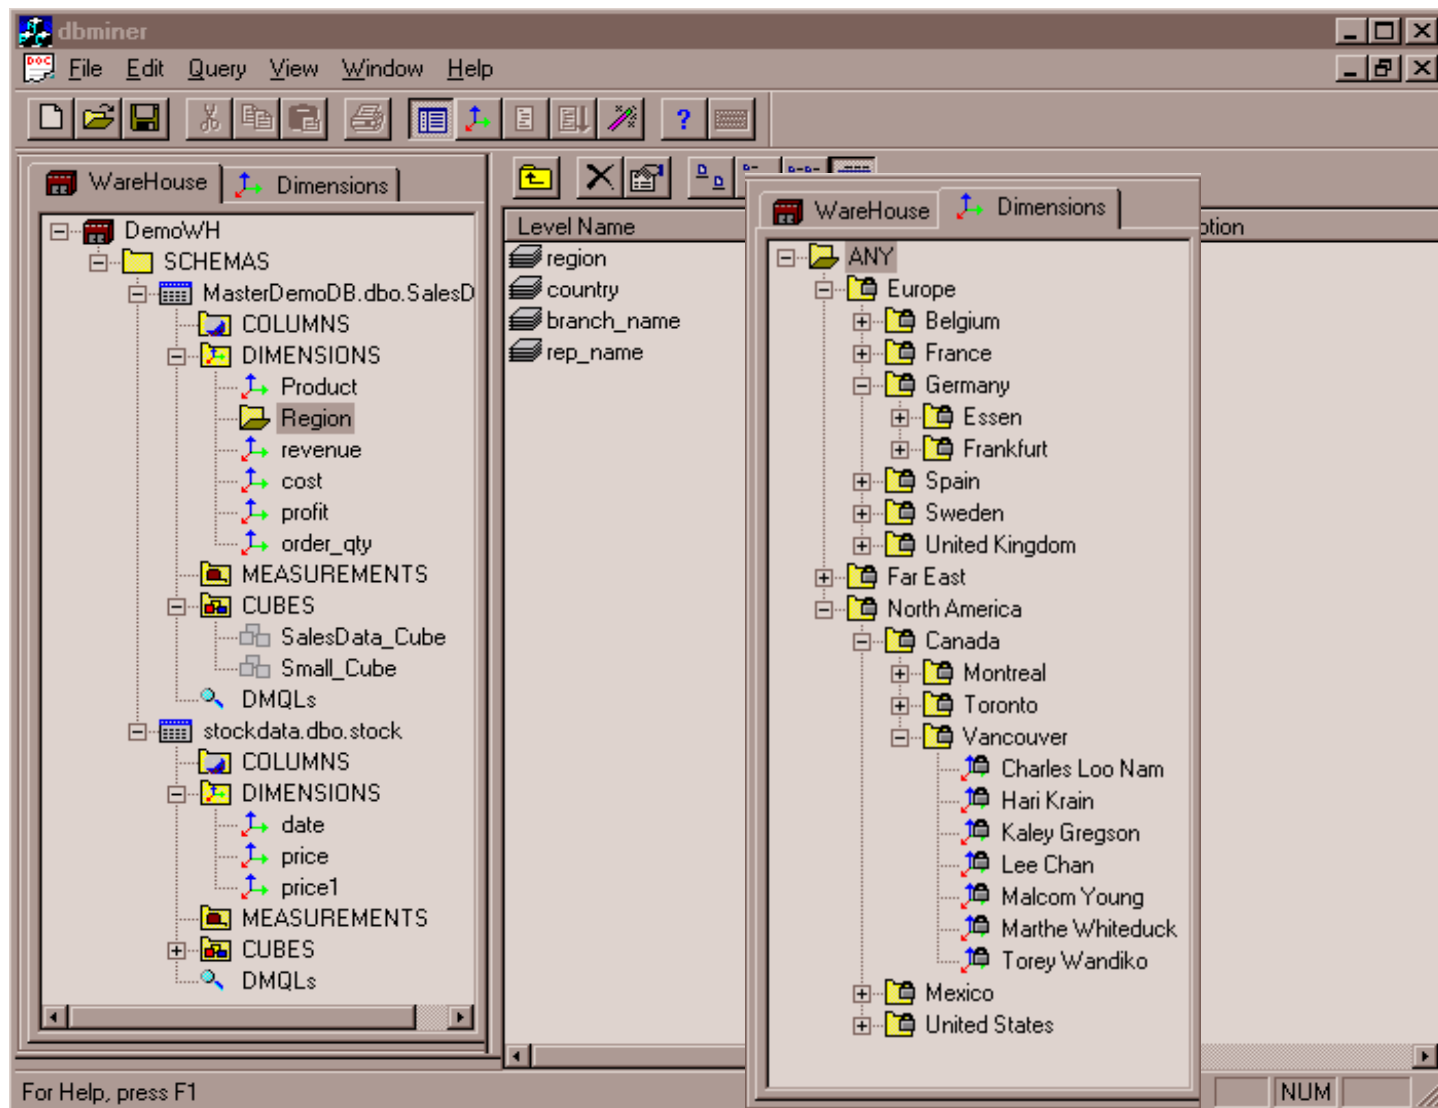 dbminer
DOC File Edit Query View Window Help
WareHouse Dimensions
DemoWH
SCHEMAS
MasterDemoDB.dbo.SalesD
COLUMNS
DIMENSIONS
Product
Region
revenue
cost
profit
order_qty
MEASUREMENTS
CUBES
SalesData_Cube
Small_Cube
DMQLs
stockdata.dbo.stock
COLUMNS
DIMENSIONS
date
price
price1
MEASUREMENTS
CUBES
DMQLs
Level Name
region
country
branch_name
rep_name
ption
WareHouse Dimensions
ANY
Europe
Belgium
France
Germany
Essen
Frankfurt
Spain
Sweden
United Kingdom
Far East
North America
Canada
Montreal
Toronto
Vancouver
Charles Loo Nam
Hari Krain
Kaley Gregson
Lee Chan
Malcom Young
Marthe Whiteduck
Torey Wandiko
Mexico
United States
For Help, press F1
NUM